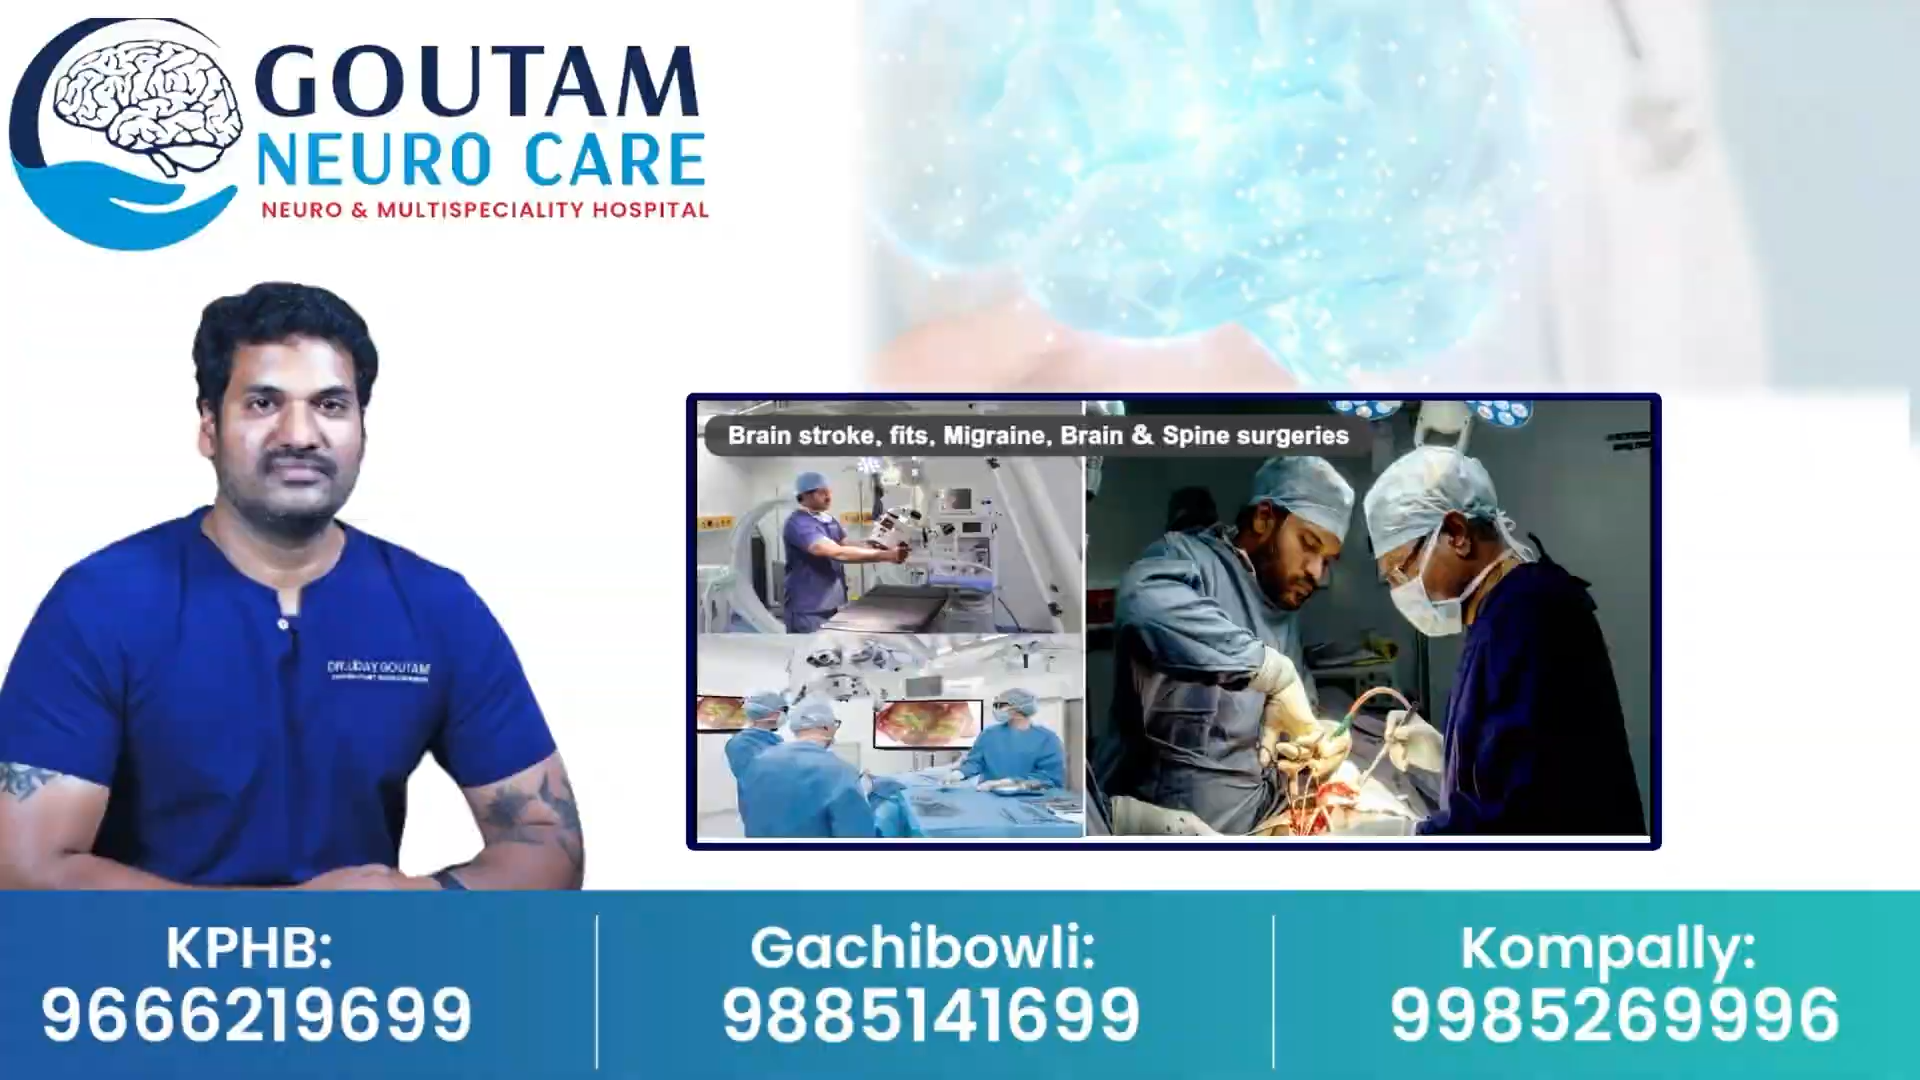 GOUTAM
NEURO CARE
NEURO & MULTISPECIALITY HOSPITAL
Brain stroke, fits, Migraine, Brain & Spine surgeries
DR.UDAY GOUTAM
KPHB:
9666219699
Gachibowli:
9885141699
Kompally:
9985269996